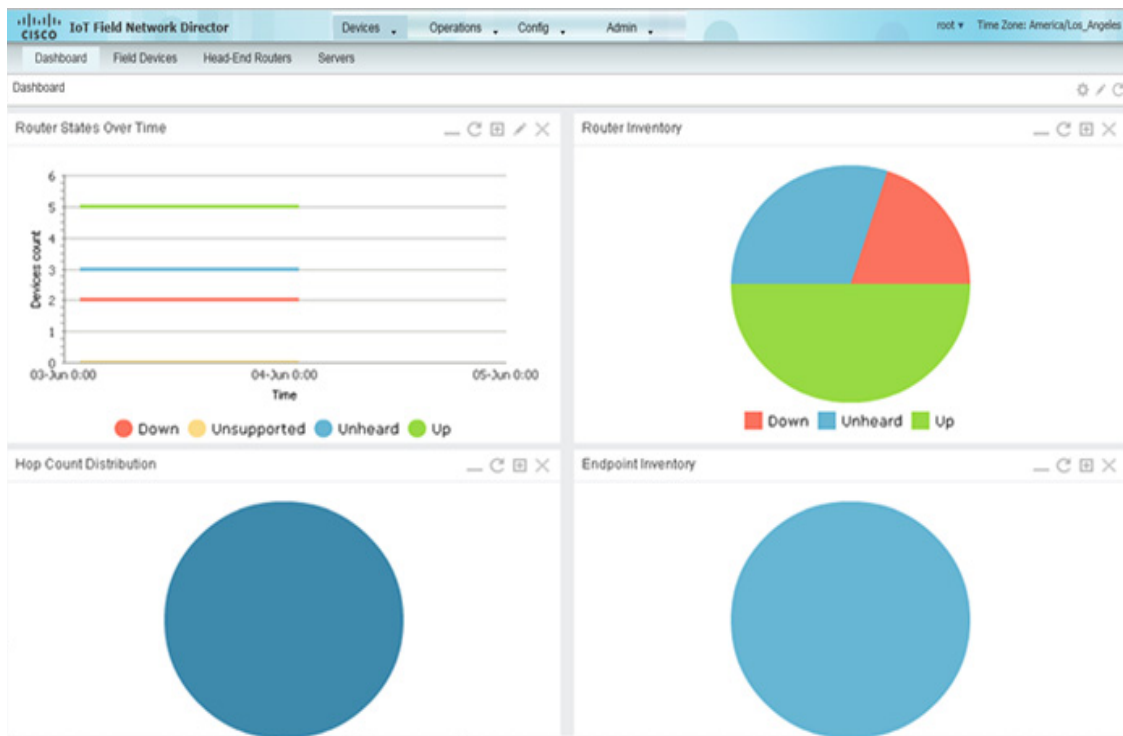 CISCO IoT Field Network Director Devices Operations Config Admin root Time Zone: America/Los_Angeles
Dashboard Field Devices Head-End Routers Servers
Dashboard
Router States Over Time
6
5
4
3
2
1
0
Devices count
03-Jun 0:00 04-Jun 0:00 05-Jun 0:00
Time
Down Unsupported Unheard Up
Router Inventory
Down Unheard Up
Hop Count Distribution
Endpoint Inventory